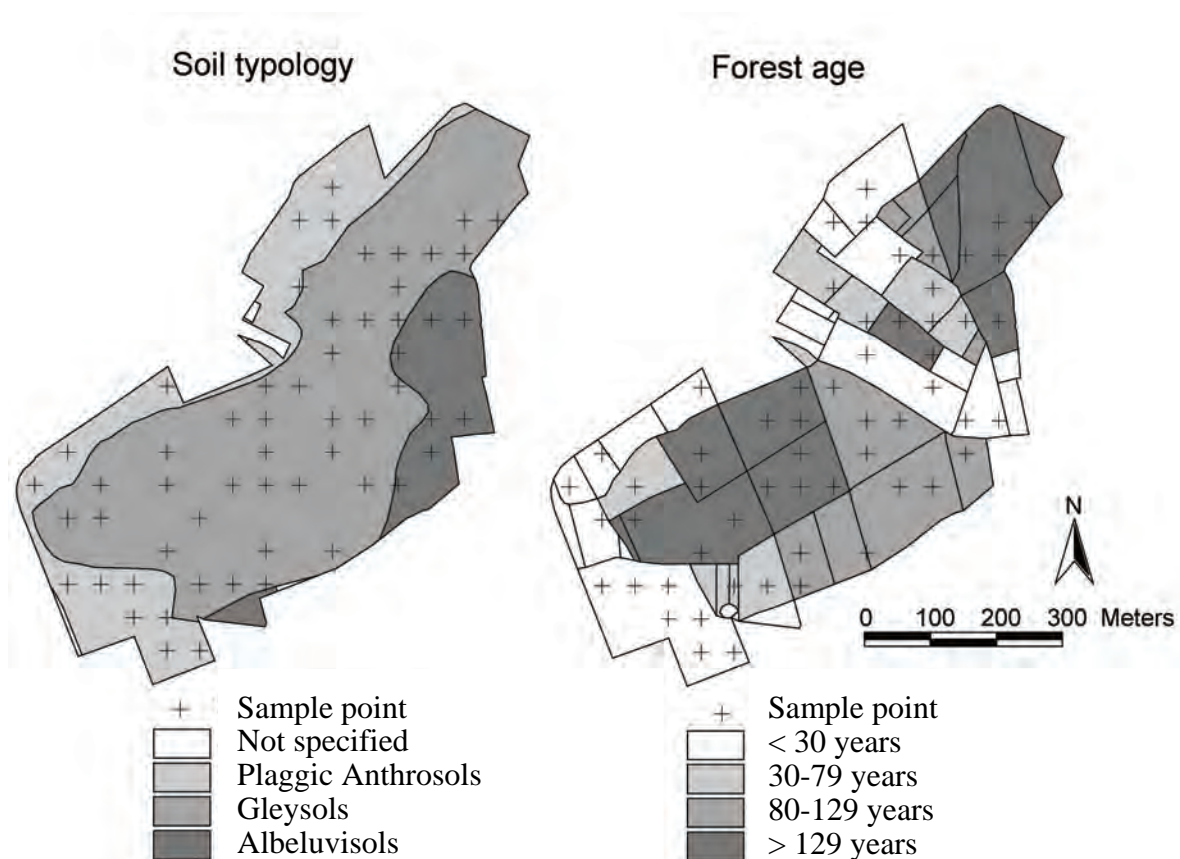 Soil typology
Forest age
N
0 100 200 300 Meters
Sample point
Not specified
Plaggic Anthrosols
Gleysols
Albeluvisols
Sample point
< 30 years
30-79 years
80-129 years
> 129 years